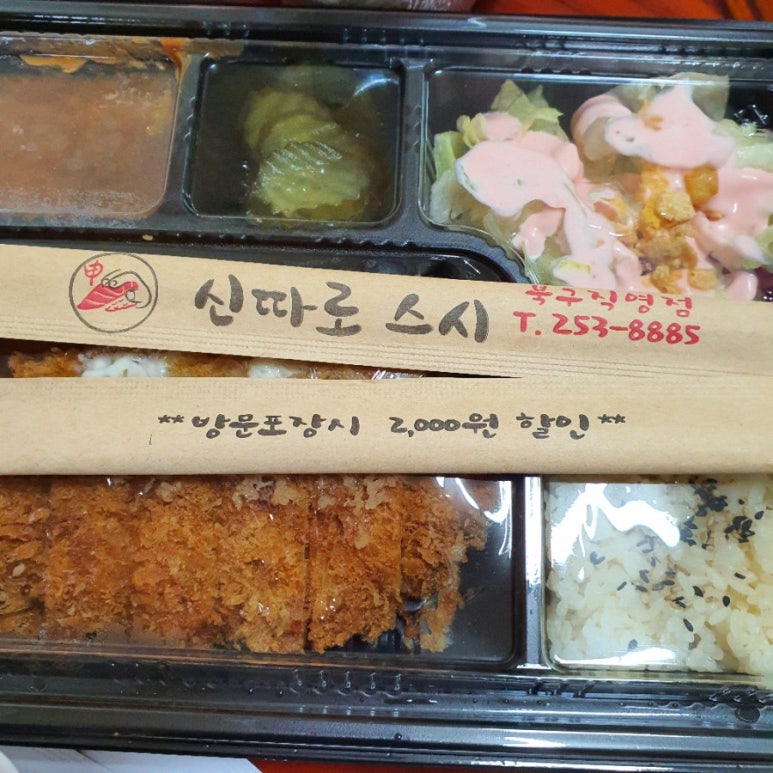 申
신따로 스시
북구직영점
T. 253-8885
**방문포장시 2,000원 할인**